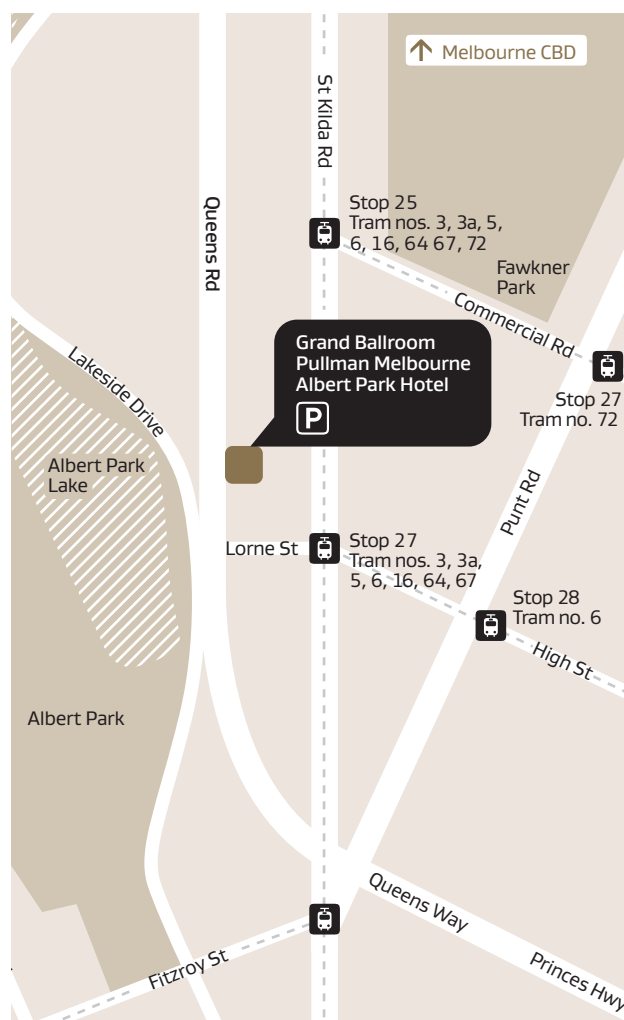 Melbourne CBD
St Kilda Rd
Queens Rd
Stop 25
Tram nos. 3, 3a, 5,
6, 16, 64 67, 72
Fawkner
Park
Commercial Rd
Grand Ballroom
Pullman Melbourne
Albert Park Hotel
P
Lakeside Drive
Stop 27
Tram no. 72
Albert Park
Lake
Punt Rd
Lorne St
Stop 27
Tram nos. 3, 3a,
5, 6, 16, 64, 67
Stop 28
Tram no. 6
High St
Albert Park
Queens Way
Fitzroy St
Princes Hwy